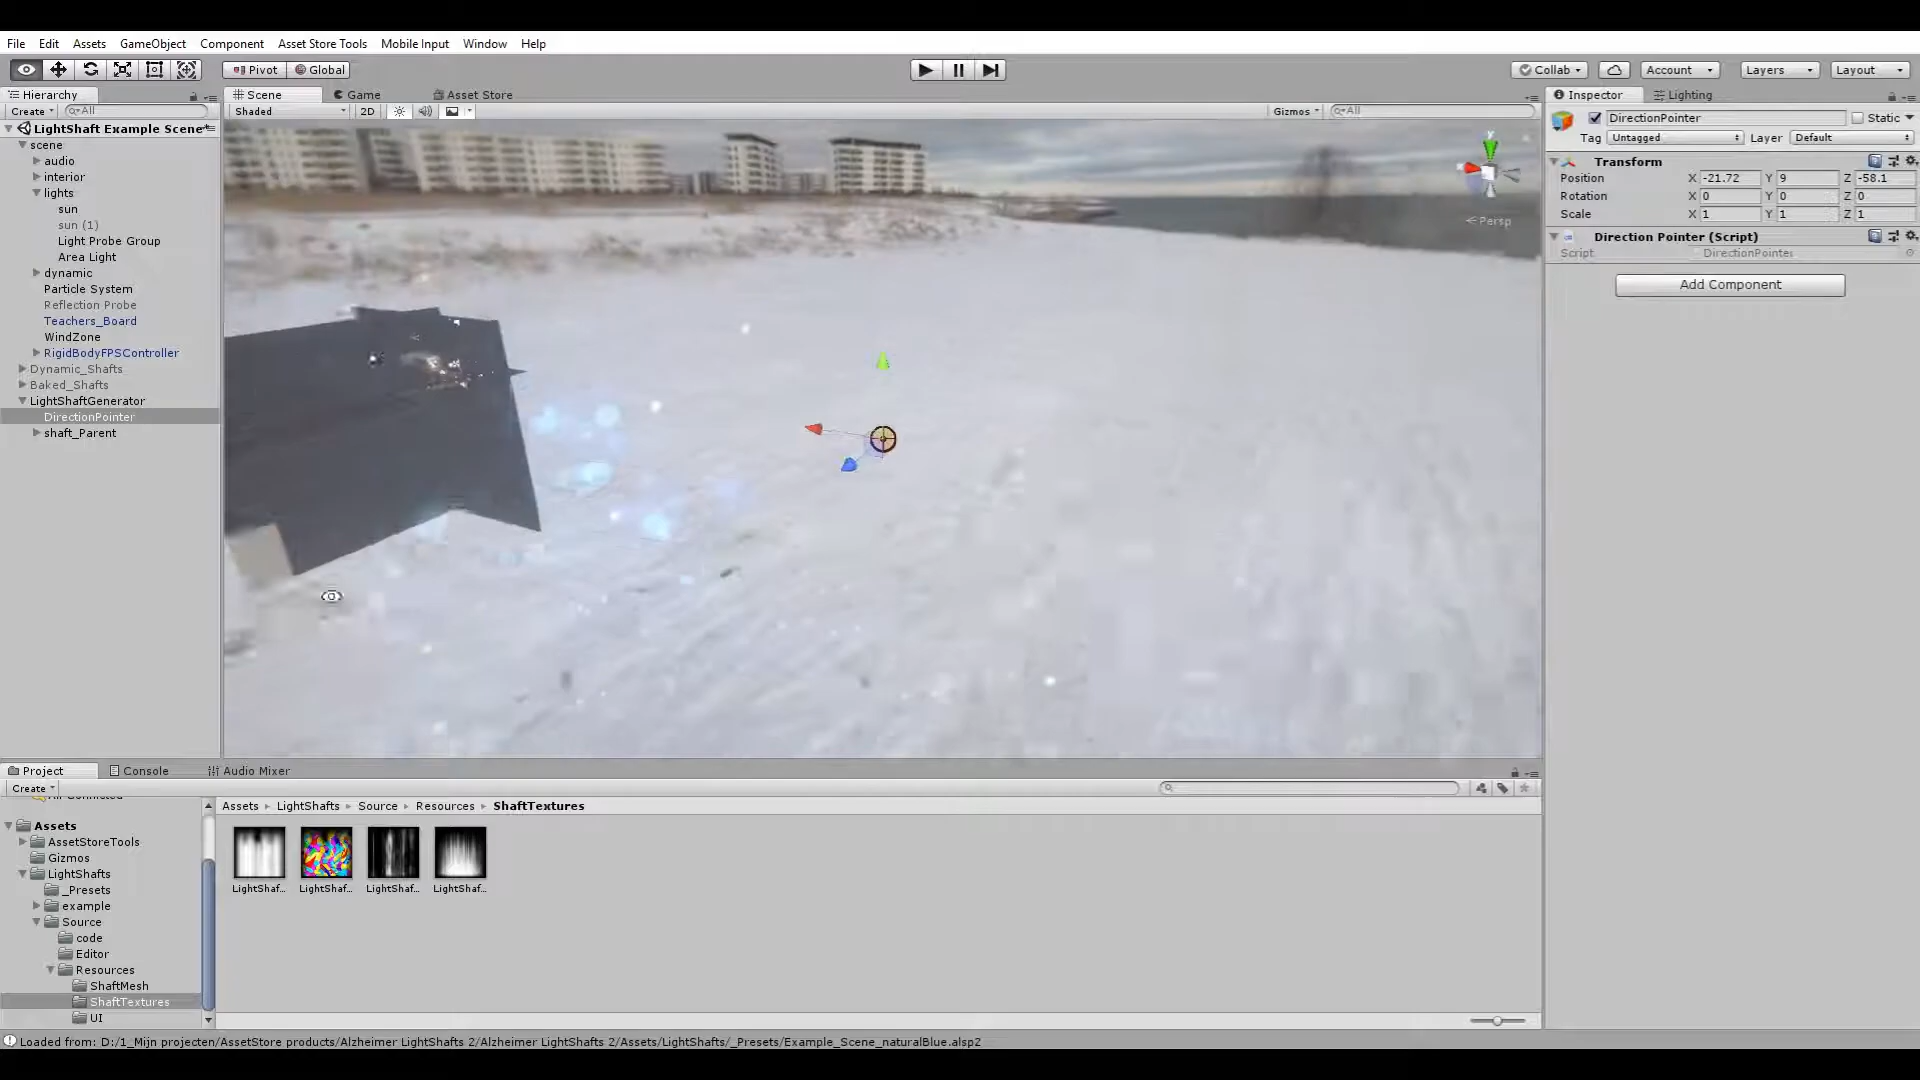 File Edit Assets GameObject Component Asset Store Tools Mobile Input Window Help
Pivot Global Collab Account Layers Layout
Hierarchy Scene Game Asset Store Inspector Lighting
Create All Shaded 2D Gizmos All
DirectionPointer Static
LightShaft Example Scene*
Tag Untagged Layer Default
scene
audio
interior
lights
sun
sun (1)
Light Probe Group
Area Light
dynamic
Particle System
Reflection Probe
Teachers_Board
WindZone
RigidBodyFPSController
Dynamic_Shafts
Baked_Shafts
LightShaftGenerator
DirectionPointer
shaft_Parent
y
Persp
Transform
Position X -21.72 Y 9 Z -58.1
Rotation X 0 Y 0 Z 0
Scale X 1 Y 1 Z 1
Direction Pointer (Script)
Script DirectionPointer
Add Component
Project Console Audio Mixer
Create
Assets
AssetStoreTools
Gizmos
LightShafts
_Presets
example
Source
code
Editor
Resources
ShaftMesh
ShaftTextures
UI
Assets LightShafts Source Resources ShaftTextures
LightShaf... LightShaf... LightShaf... LightShaf...
Loaded from: D:/1_Mijn projecten/AssetStore products/Alzheimer LightShafts 2/Alzheimer LightShafts 2/Assets/LightShafts/_Presets/Example_Scene_naturalBlue.alsp2